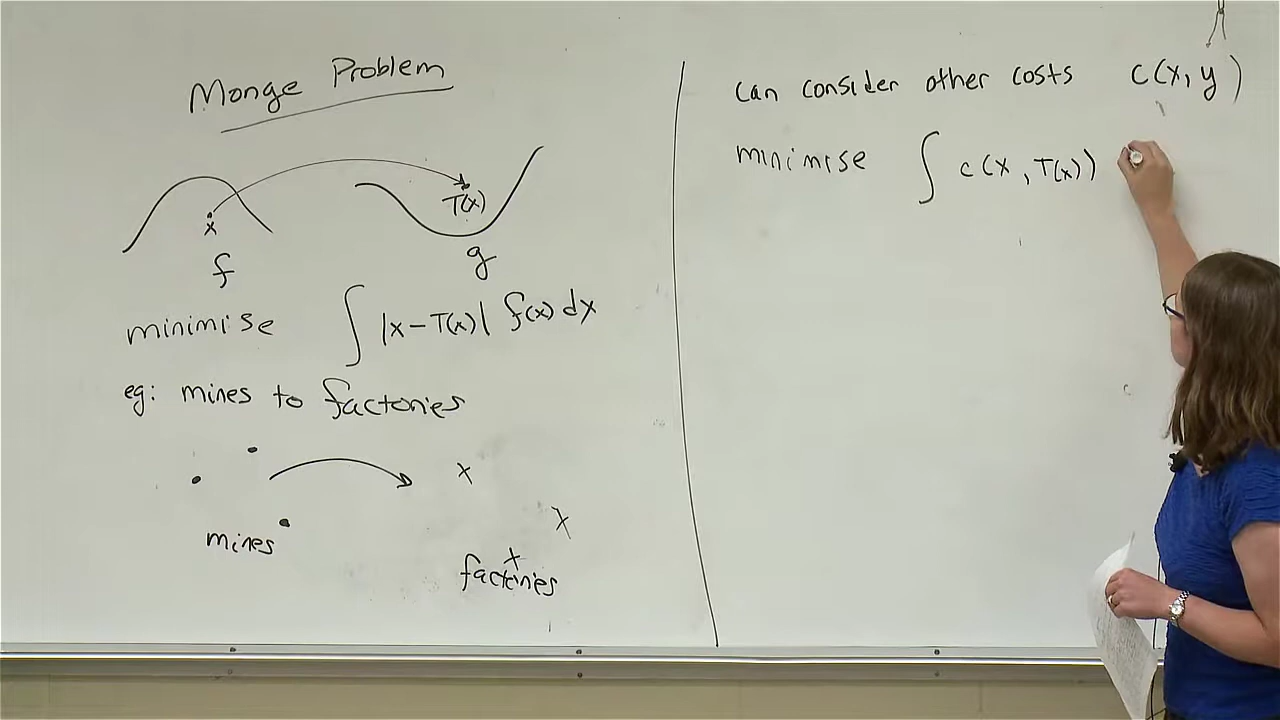 Monge Problem
x
T(x)
f
g
minimise ∫ |x-T(x)| f(x) dx
eg: mines to factories
x
x
mines
x
factories
can consider other costs c(x,y)
minimise ∫ c(x, T(x))